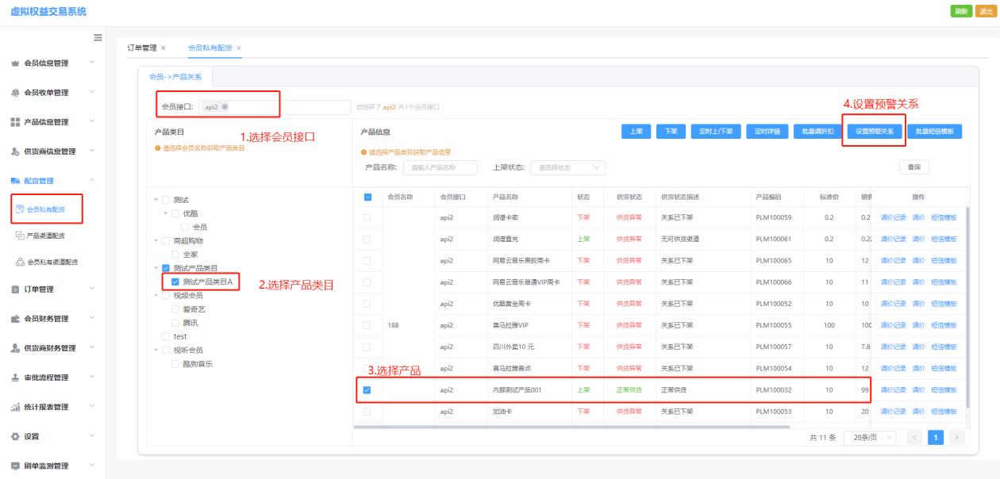 虚拟权益交易系统
刷新 退出
订单管理 × 会员私有配货 ×
会员信息管理
会员收单管理
产品信息管理
供货商信息管理
配货管理
会员私有配货
产品渠道配货
会员私有渠道配货
订单管理
会员财务管理
供货商财务管理
审批流程管理
统计报表管理
设置
刷单监测管理
会员->产品关系
会员接口: api2 您选择了 api2 共1个会员接口
1.选择会员接口
4.设置预警关系
产品类目
请选择会员名称获取产品类目
测试
优酷
会员
商超购物
全家
测试产品类目
测试产品类目A
2.选择产品类目
视频会员
爱奇艺
腾讯
test
视听会员
酷狗音乐
产品信息
上架 下架 定时上/下架 定时详情 批量调折扣 设置预警关系 批量短信模板
请选择产品类目获取产品信息
产品名称: 请输入产品名称 上架状态: 请选择状态 查询
会员名称 会员接口 产品名称 状态 供货状态 供货状态描述 产品编码 标准价 销售 操作
api2 润谱卡密 下架 供货异常 关系已下架 PLM100059 0.2 0.2 调价记录 调价 短信模板
api2 润谱直充 上架 供货异常 无可供货渠道 PLM100061 0.2 0.2 调价记录 调价 短信模板
api2 网易云音乐黑胶周卡 下架 供货异常 关系已下架 PLM100065 10 12 调价记录 调价 短信模板
api2 网易云音乐普通VIP周卡 下架 供货异常 关系已下架 PLM100066 10 11 调价记录 调价 短信模板
api2 优酷黄金周卡 下架 供货异常 关系已下架 PLM100052 10 10 调价记录 调价 短信模板
188 api2 喜马拉雅VIP 下架 供货异常 关系已下架 PLM100055 100 100 调价记录 调价 短信模板
api2 四川外卖10 元 下架 供货异常 关系已下架 PLM100057 10 7.8 调价记录 调价 短信模板
3.选择产品
api2 喜马拉雅喜点 下架 供货异常 关系已下架 PLM100054 10 12 调价记录 调价 短信模板
api2 内部测试产品001 上架 正常供货 正常供货 PLM100032 10 99 调价记录 调价 短信模板
api2 加油卡 下架 供货异常 关系已下架 PLM100053 10 20 调价记录 调价 短信模板
共 11 条 20条/页 < 1 >